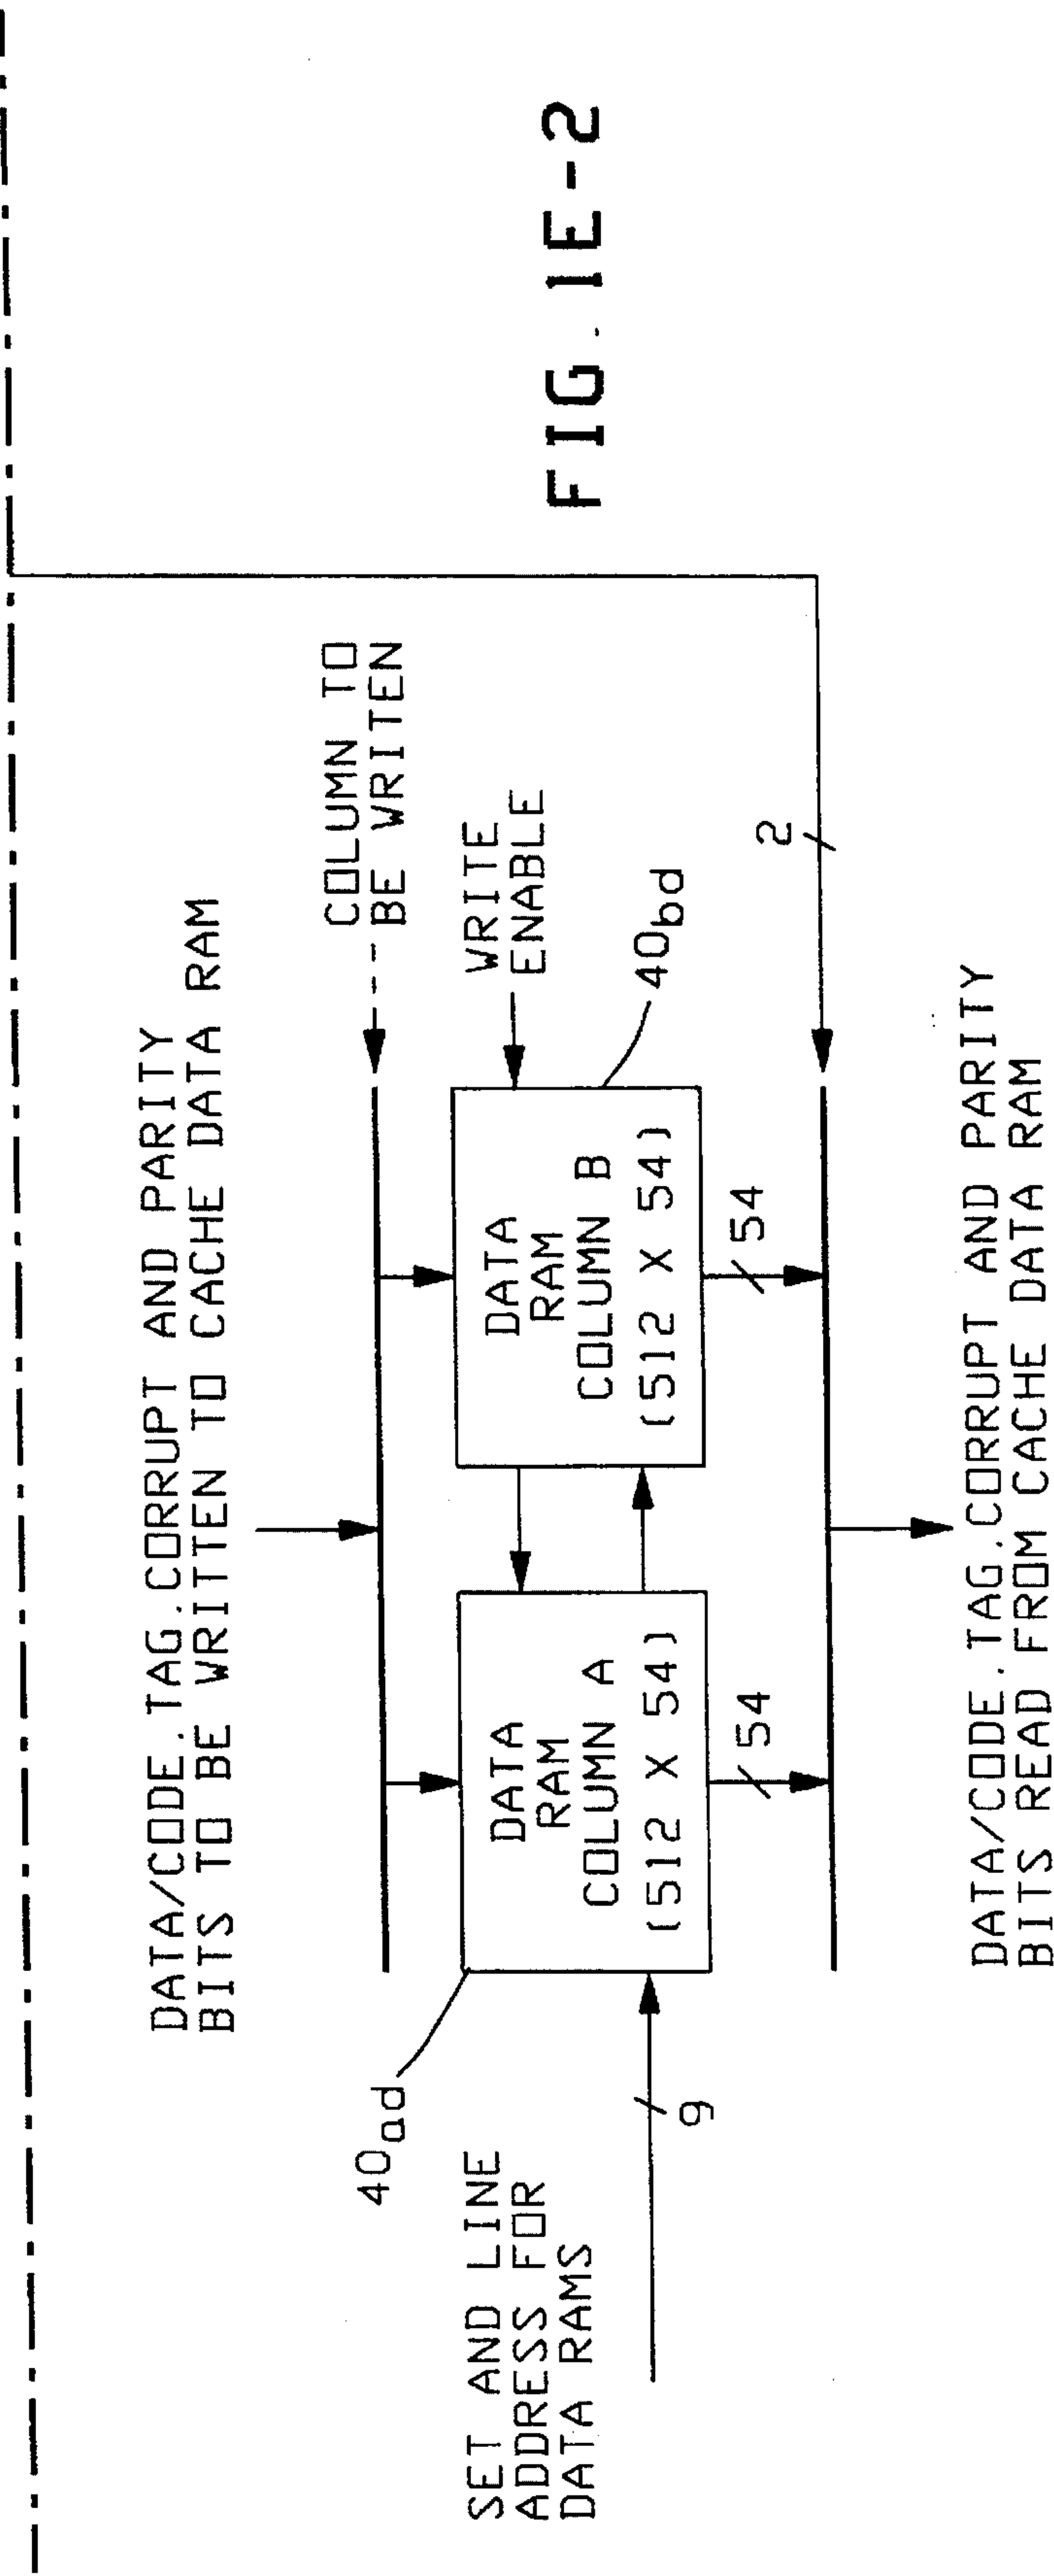 DATA/CODE.TAG.CORRUPT AND PARITY
BITS TO BE WRITTEN TO CACHE DATA RAM
COLUMN TO
BE WRITEN
40ad
WRITE
ENABLE
SET AND LINE
ADDRESS FOR
DATA RAMS
9
DATA
RAM
COLUMN A
(512 X 54)
DATA
RAM
COLUMN B
(512 X 54)
40bd
54
54
2
DATA/CODE.TAG.CORRUPT AND PARITY
BITS READ FROM CACHE DATA RAM
FIG. 1E-2